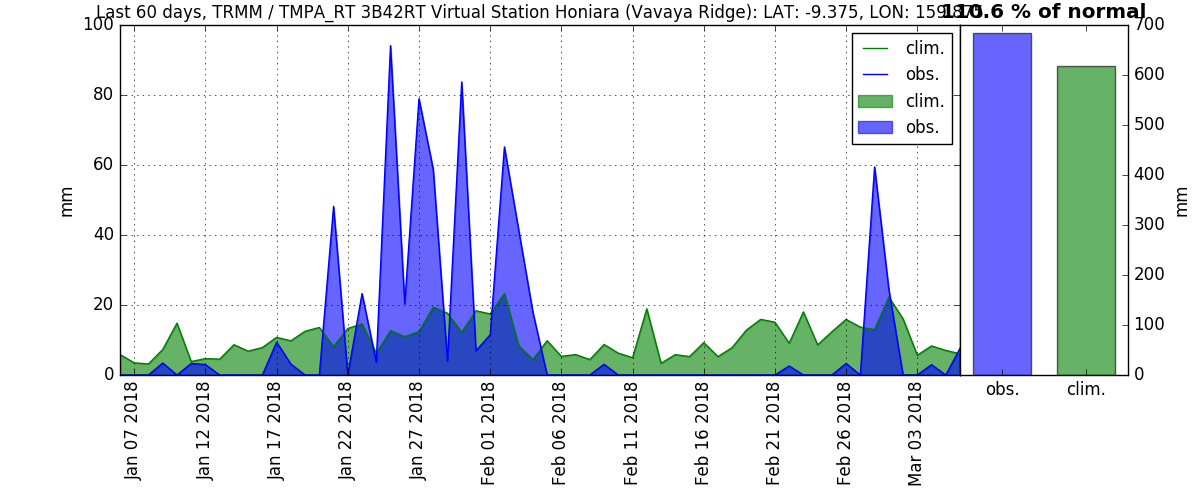 Last 60 days, TRMM / TMPA_RT 3B42RT Virtual Station Honiara (Vavaya Ridge): LAT: -9.375, LON:
110.6 % of normal
100
80
60
40
20
0
mm
clim.
obs.
clim.
obs.
700
600
500
400
300
200
100
0
mm
obs.
clim.
Jan 07 2018
Jan 12 2018
Jan 17 2018
Jan 22 2018
Jan 27 2018
Feb 01 2018
Feb 06 2018
Feb 11 2018
Feb 16 2018
Feb 21 2018
Feb 26 2018
Mar 03 2018